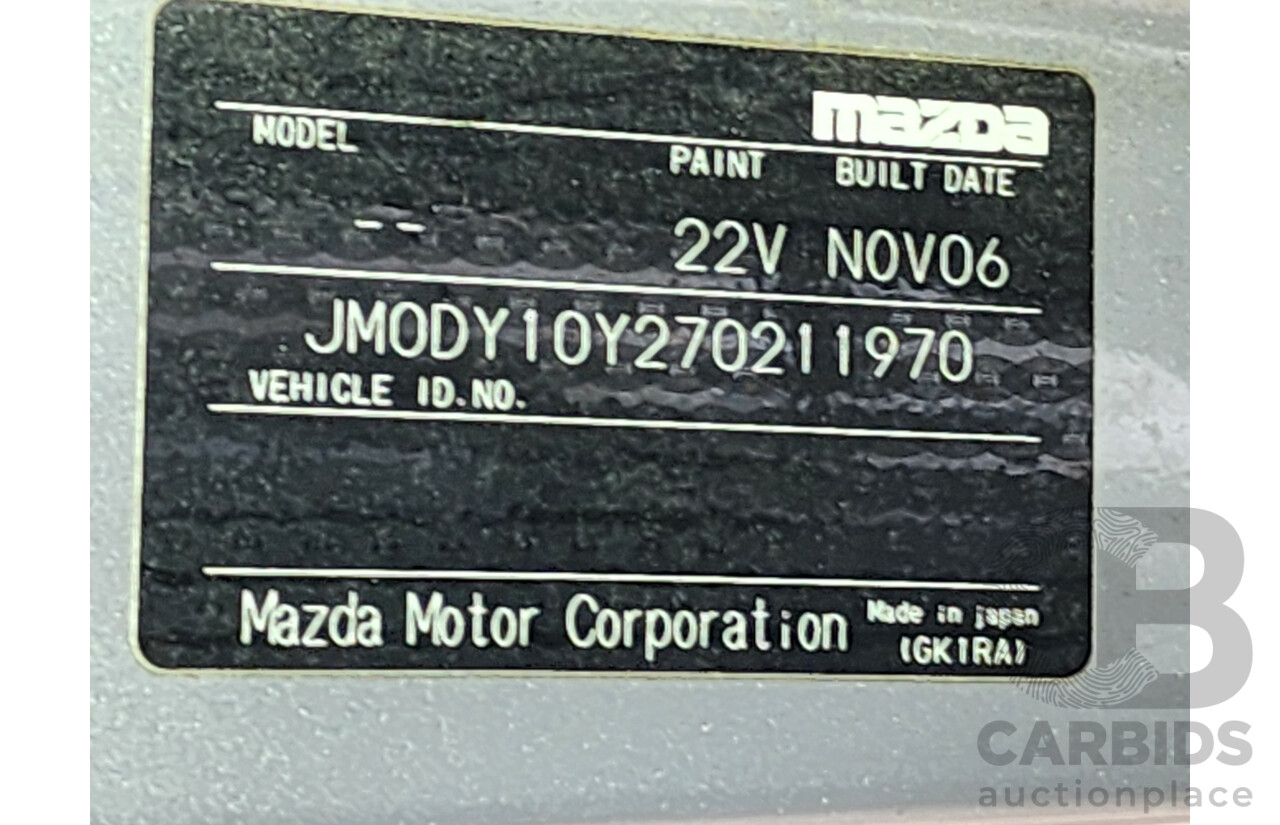 mazda
MODEL PAINT BUILT DATE
-- 22V NOV06
JM0DY10Y270211970
VEHICLE ID.NO.
Mazda Motor Corporation Made in japan
(GK1RA)
B
CARBIDS
auctionplace